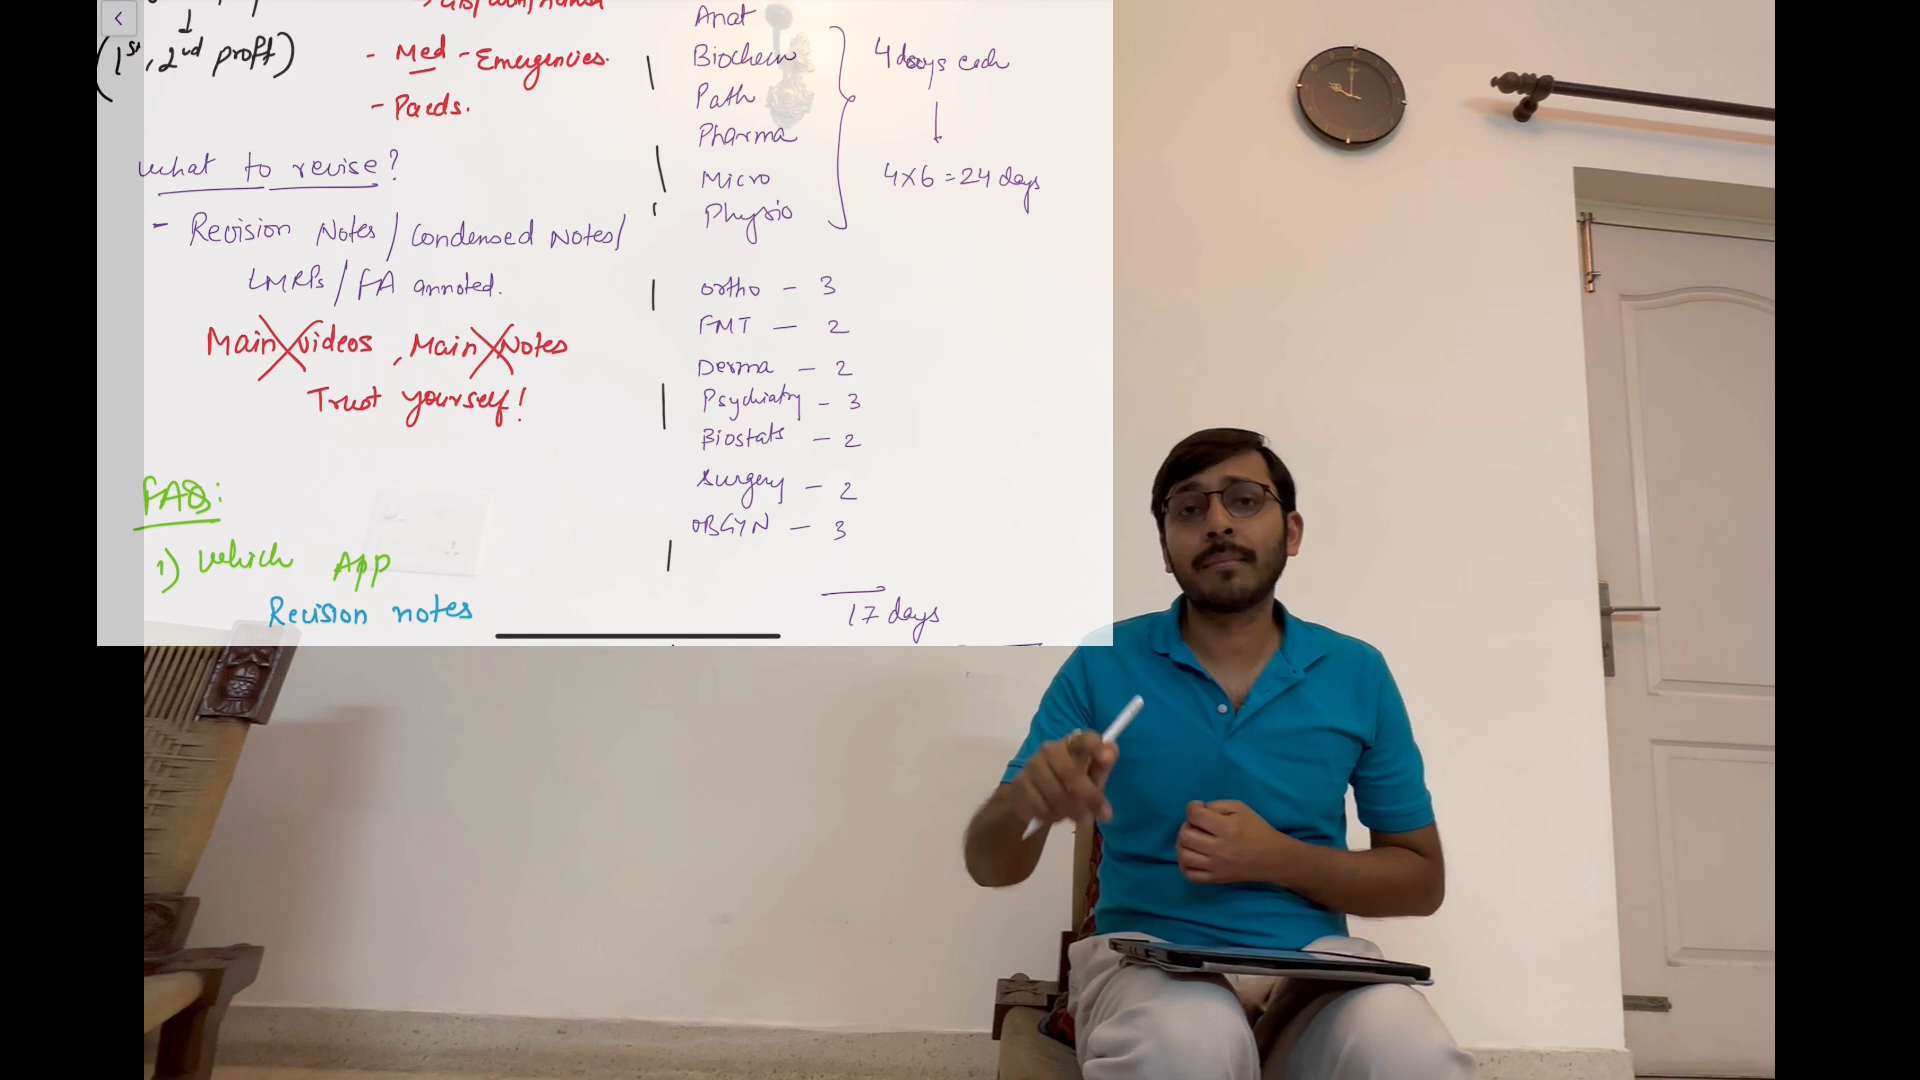 (1st, 2nd proff)
- Med - Emergencies.
- Paeds.
What to revise?
- Revision Notes / Condensed Notes /
LMRPs / FA annoted.
Main Videos, Main Notes
Trust yourself!
FAQs:
1) Which App
Revision notes
Anat
Biochem
Path
Pharma
Micro
Physio
4 days each
4x6 = 24 days
Ortho - 3
FMT - 2
Derma - 2
Psychiatry - 3
Biostats - 2
Surgery - 2
OBGYN - 3
17 days